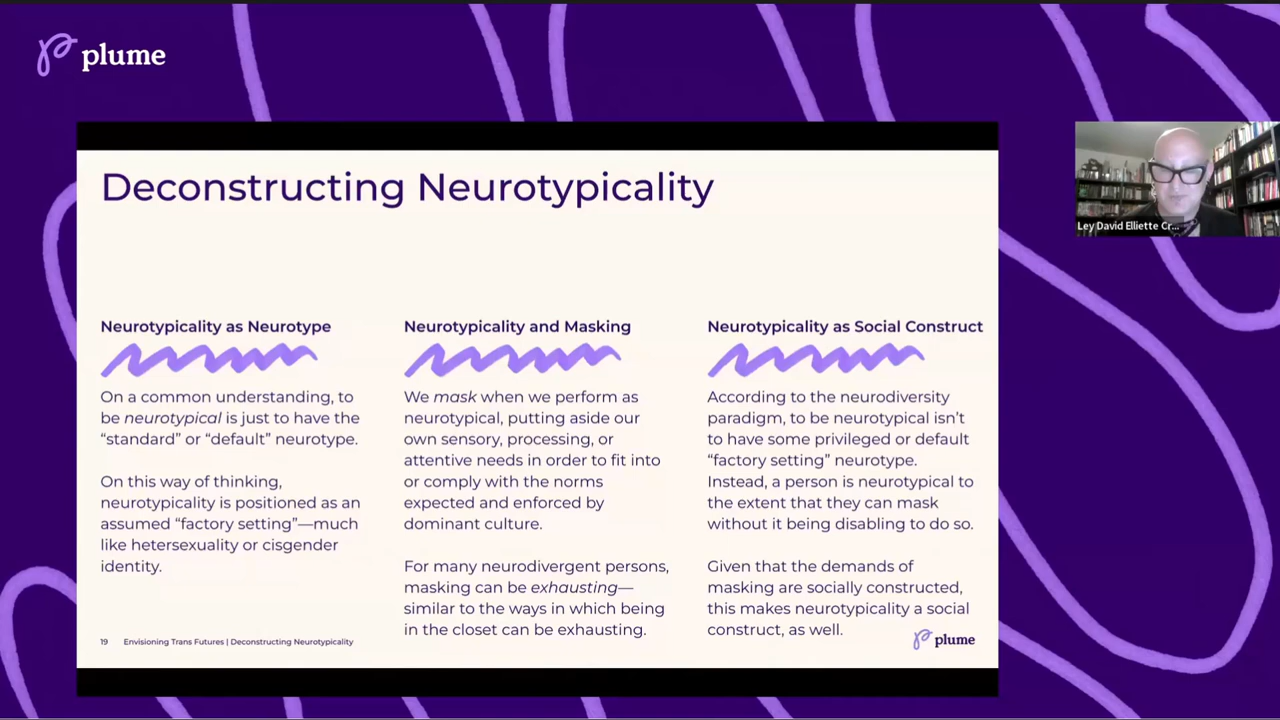 plume
Deconstructing Neurotypicality
Neurotypicality as Neurotype
On a common understanding, to
be neurotypical is just to have the
“standard” or “default” neurotype.
On this way of thinking,
neurotypicality is positioned as an
assumed “factory setting”—much
like hetersexuality or cisgender
identity.
Neurotypicality and Masking
We mask when we perform as
neurotypical, putting aside our
own sensory, processing, or
attentive needs in order to fit into
or comply with the norms
expected and enforced by
dominant culture.
For many neurodivergent persons,
masking can be exhausting—
similar to the ways in which being
in the closet can be exhausting.
Neurotypicality as Social Construct
According to the neurodiversity
paradigm, to be neurotypical isn’t
to have some privileged or default
“factory setting” neurotype.
Instead, a person is neurotypical to
the extent that they can mask
without it being disabling to do so.
Given that the demands of
masking are socially constructed,
this makes neurotypicality a social
construct, as well.
19 Envisioning Trans Futures | Deconstructing Neurotypicality
plume
Ley David Elliette Cr...